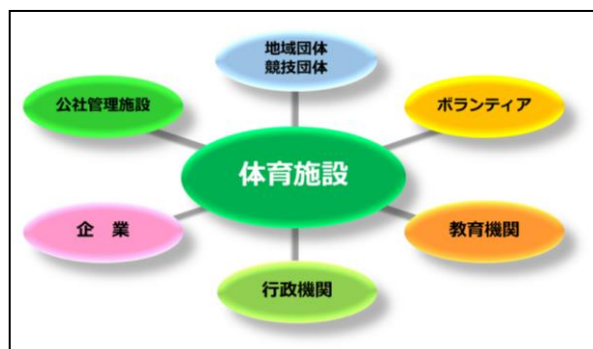 地域団体
競技団体
公社管理施設
ボランティア
体育施設
企　業
教育機関
行政機関